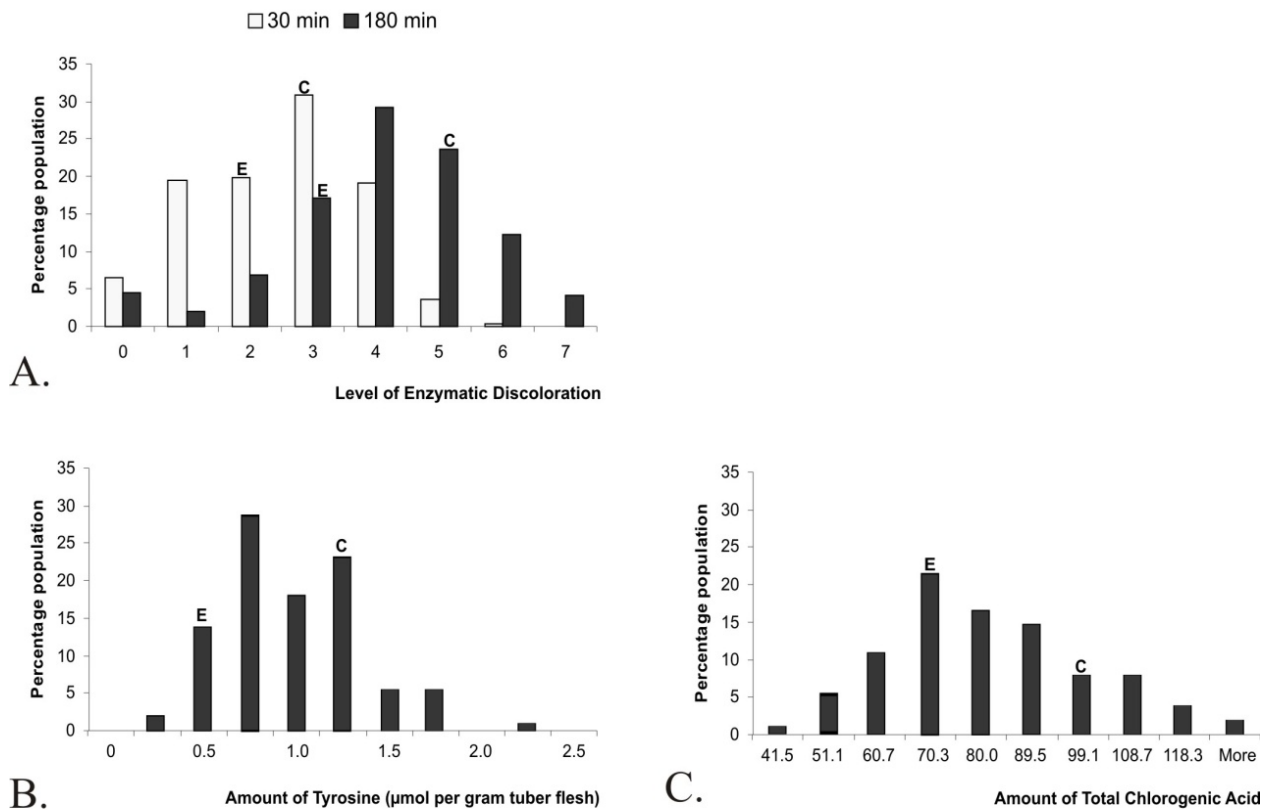 30 min 180 min
35
30
25
20
15
10
5
0
Percentage population
E
C
E
C
0 1 2 3 4 5 6 7
A.
Level of Enzymatic Discoloration
35
30
25
20
15
10
5
0
Percentage population
E
C
0 0.5 1.0 1.5 2.0 2.5
B.
Amount of Tyrosine (µmol per gram tuber flesh)
35
30
25
20
15
10
5
0
Percentage population
E
C
41.5 51.1 60.7 70.3 80.0 89.5 99.1 108.7 118.3 More
C.
Amount of Total Chlorogenic Acid